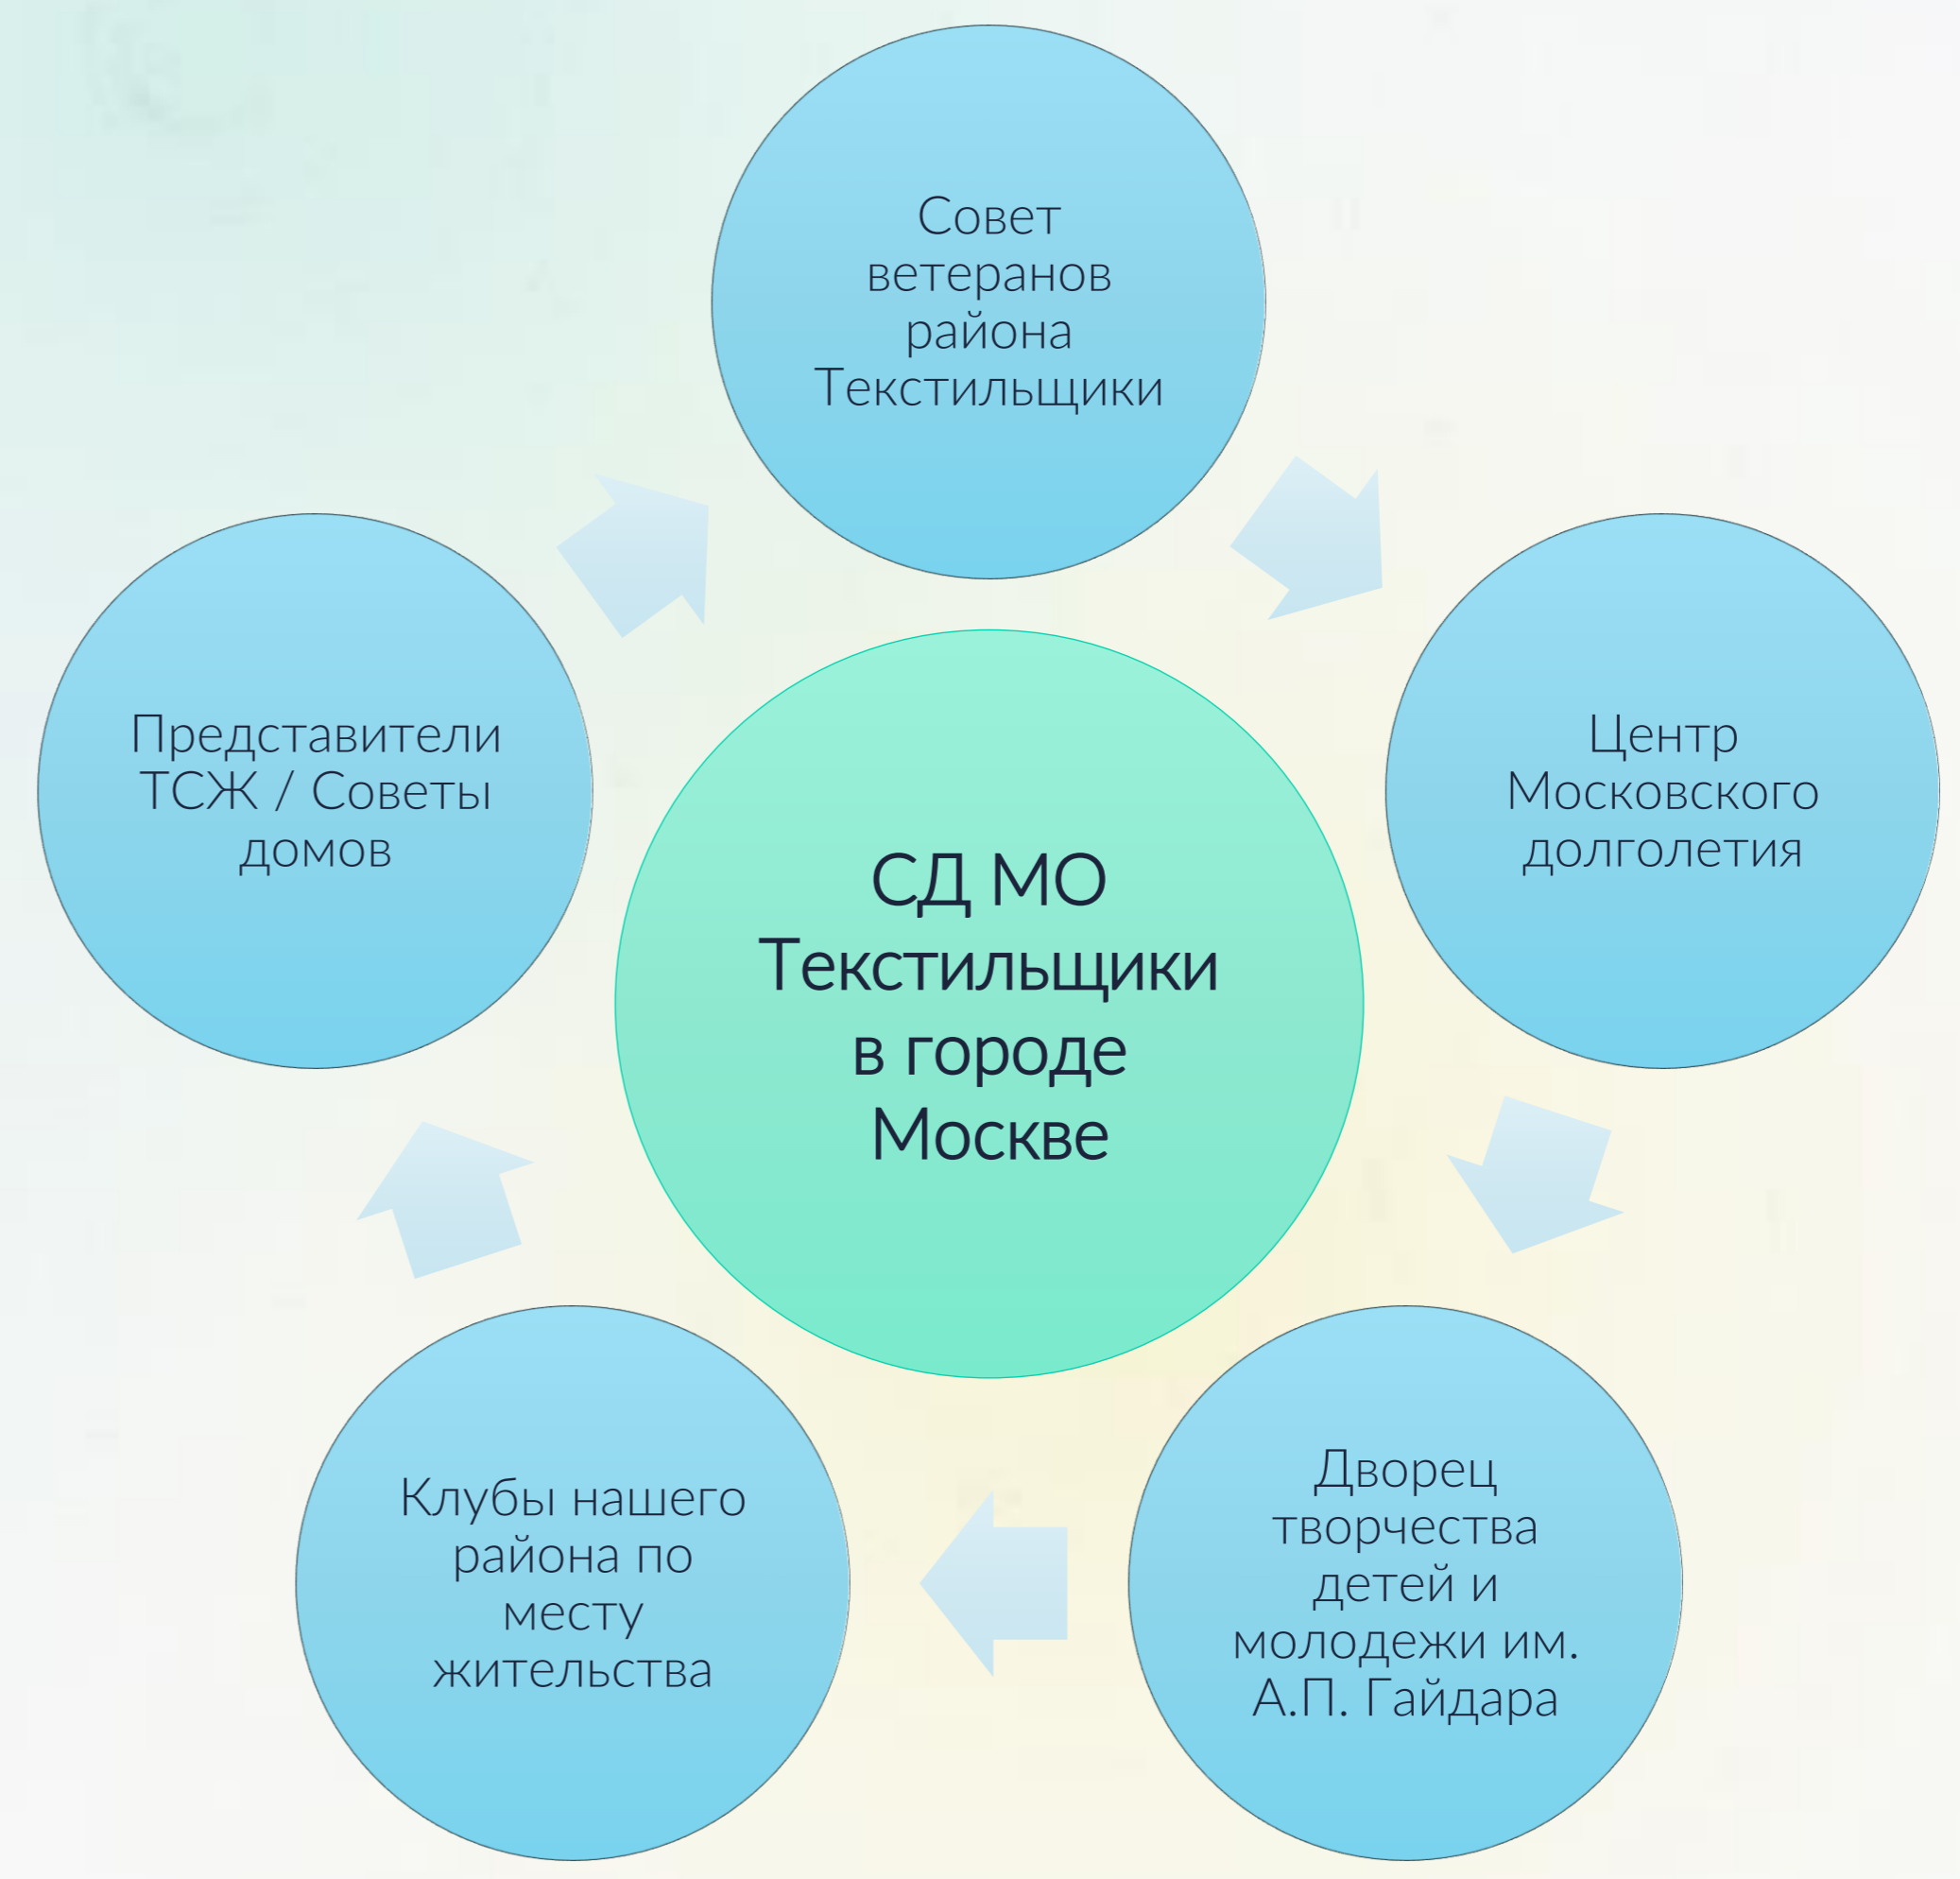 Совет
ветеранов
района
Текстильщики
Центр
Московского
долголетия
Дворец
творчества
детей и
молодежи им.
А.П. Гайдара
Клубы нашего
района по
месту
жительства
Представители
ТСЖ / Советы
домов
СД МО
Текстильщики
в городе
Москве